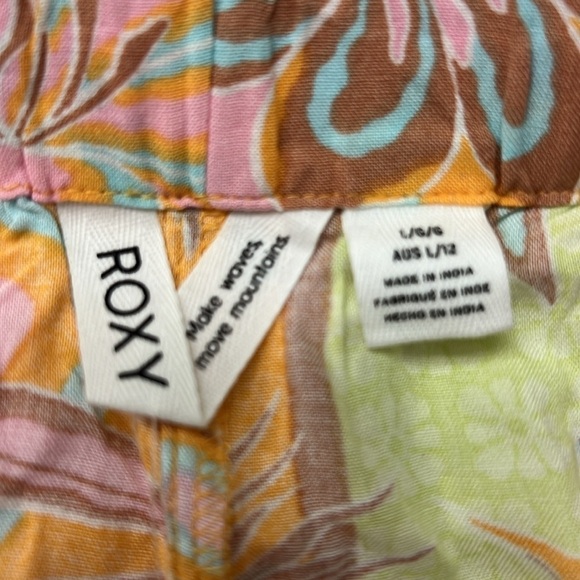 ROXY
Make waves,
move mountains.
L/G/G
AUS L/12
MADE IN INDIA
FABRIQUÉ EN INDE
HECHO EN INDIA